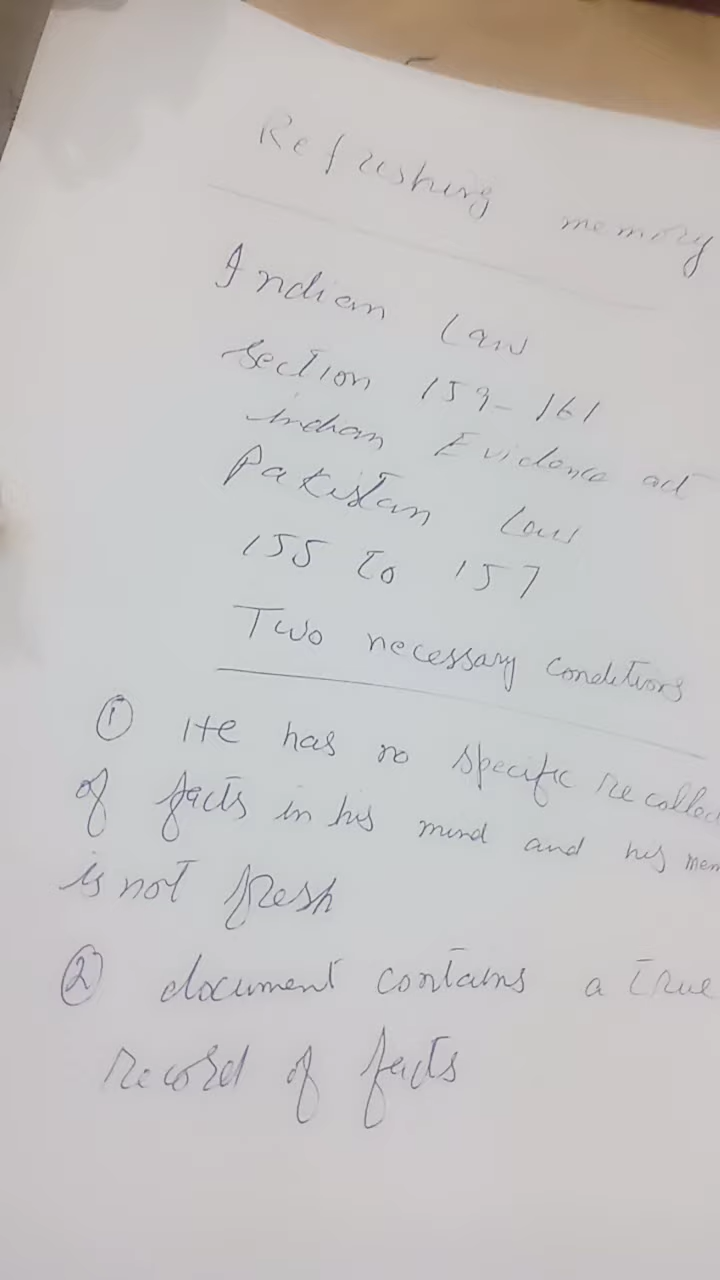 Refreshing memory
Indian Law
Section 159-161
Indian Evidence act
Pakistan Law
155 to 157
Two necessary conditions
① He has no specific recollec
of facts in his mind and his mem
is not fresh
② document contains a true
record of facts